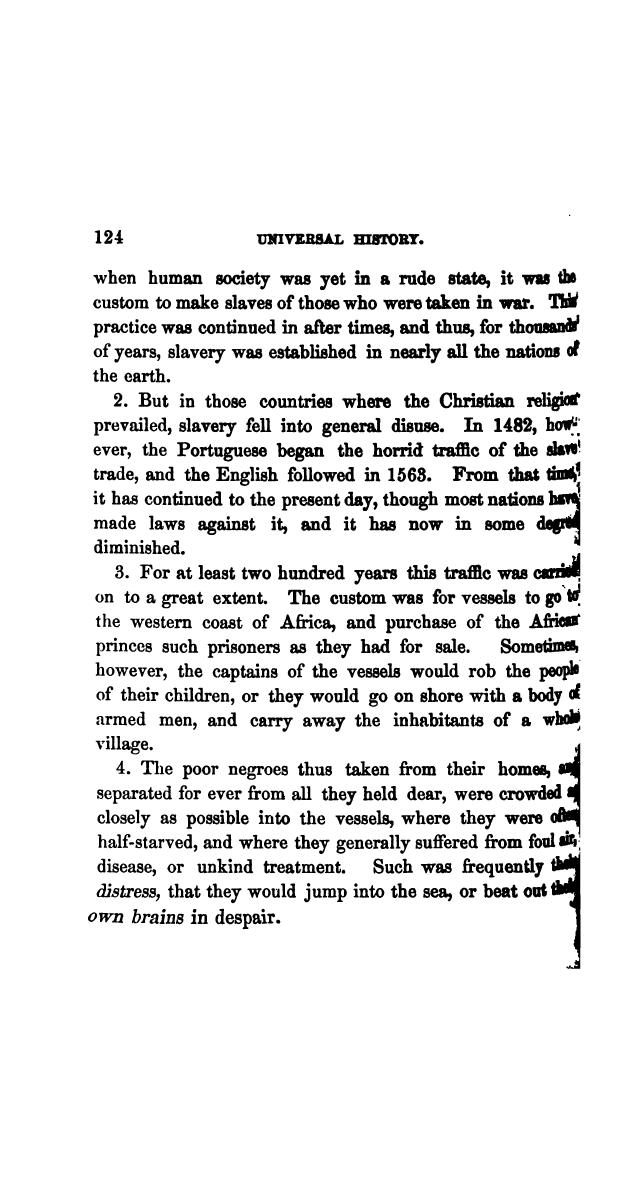 124 UNIVERSAL HISTORY.
when human society was yet in a rude state, it was the
custom to make slaves of those who were taken in war. This
practice was continued in after times, and thus, for thousands
of years, slavery was established in nearly all the nations of
the earth.
2. But in those countries where the Christian religion
prevailed, slavery fell into general disuse. In 1482, how-
ever, the Portuguese began the horrid traffic of the slave
trade, and the English followed in 1563. From that time,
it has continued to the present day, though most nations have
made laws against it, and it has now in some degree
diminished.
3. For at least two hundred years this traffic was carried
on to a great extent. The custom was for vessels to go to
the western coast of Africa, and purchase of the African
princes such prisoners as they had for sale. Sometimes,
however, the captains of the vessels would rob the people
of their children, or they would go on shore with a body of
armed men, and carry away the inhabitants of a whole
village.
4. The poor negroes thus taken from their homes, and
separated for ever from all they held dear, were crowded as
closely as possible into the vessels, where they were often
half-starved, and where they generally suffered from foul air,
disease, or unkind treatment. Such was frequently their
distress, that they would jump into the sea, or beat out their
own brains in despair.